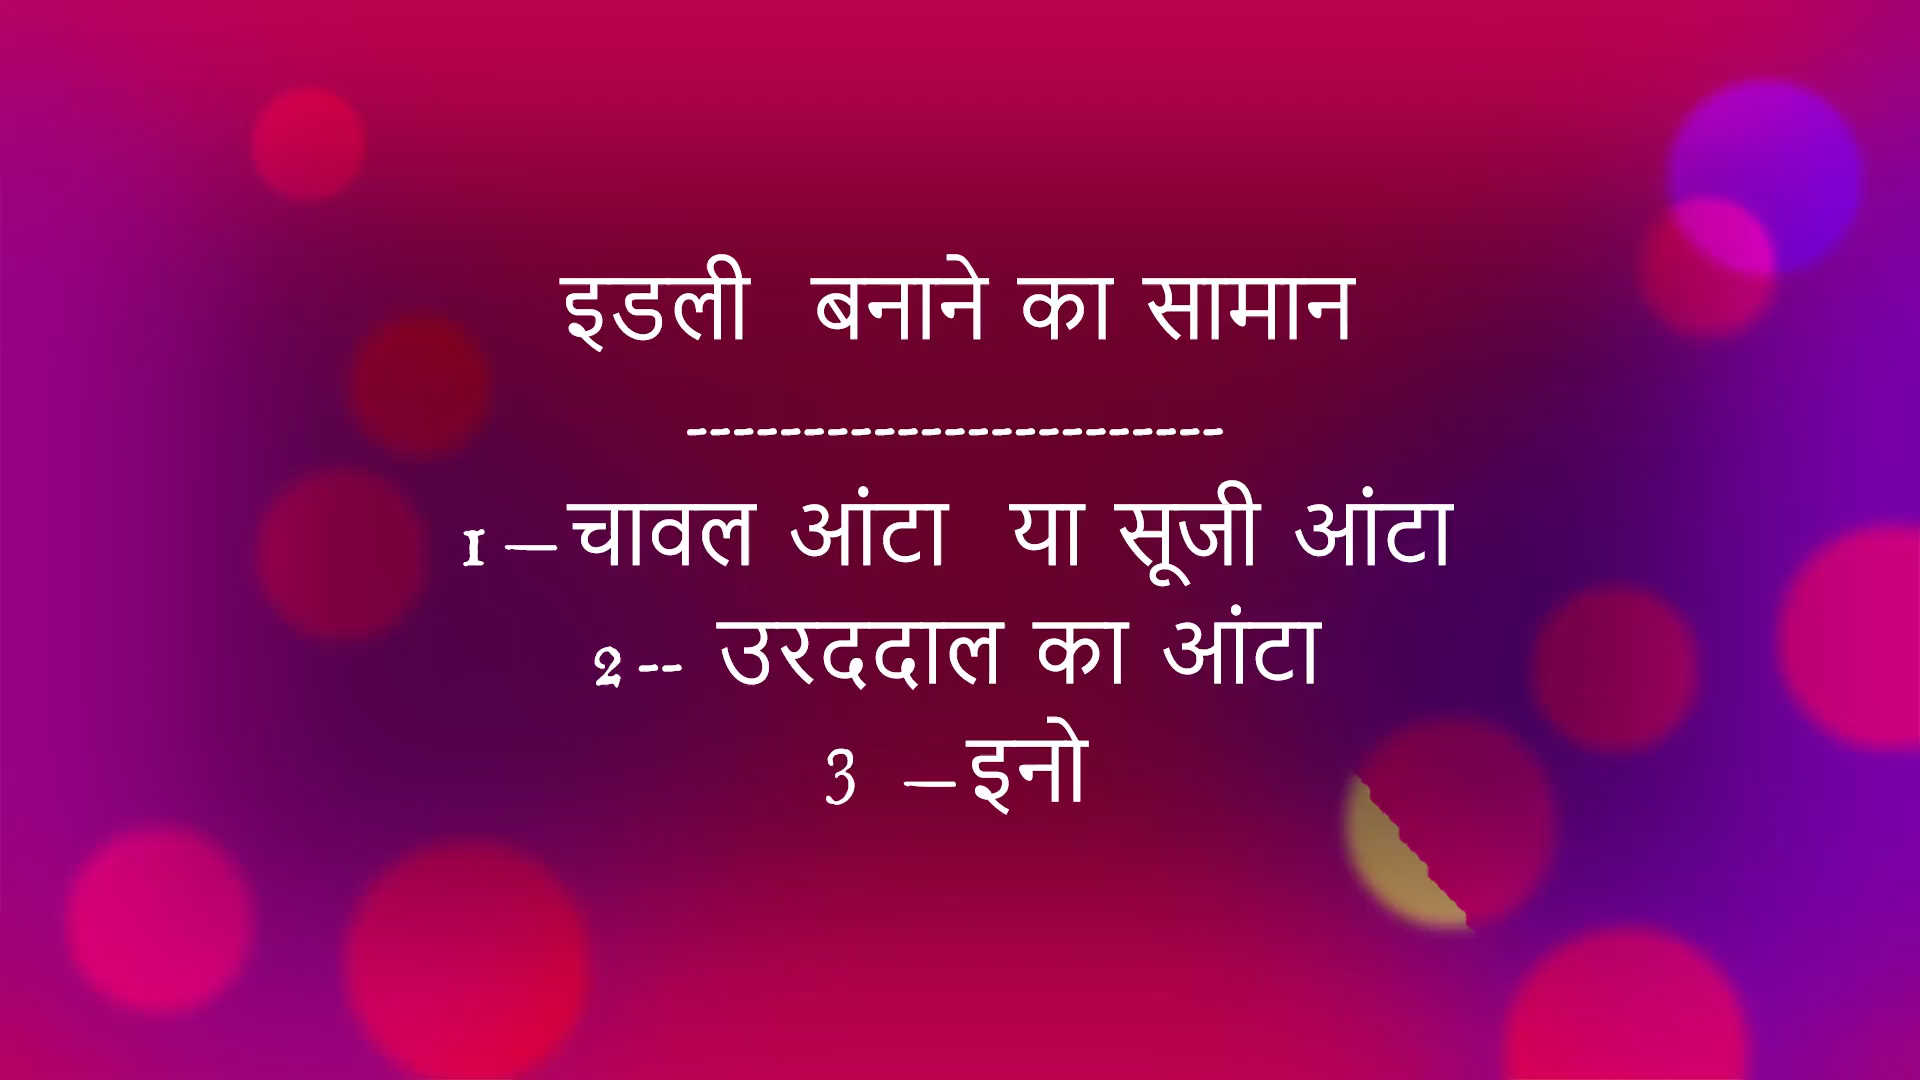 इडली  बनाने का सामान
-----------------------
1 –चावल आंटा  या सूजी आंटा
2 -- उरददाल का आंटा
3  –इनो